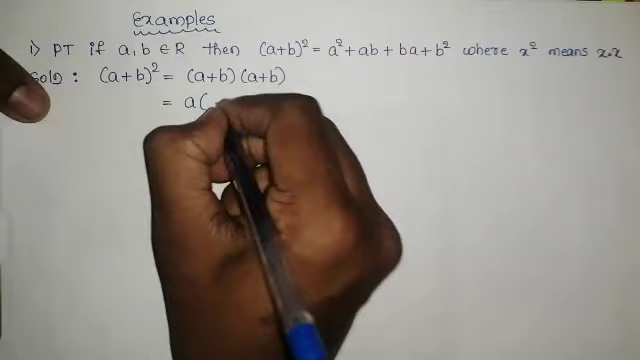 Examples
1) PT if a, b ∈ R then (a+b)² = a² + ab + ba + b² where x² means x.x
Soln : (a+b)² = (a+b) (a+b)
= a(